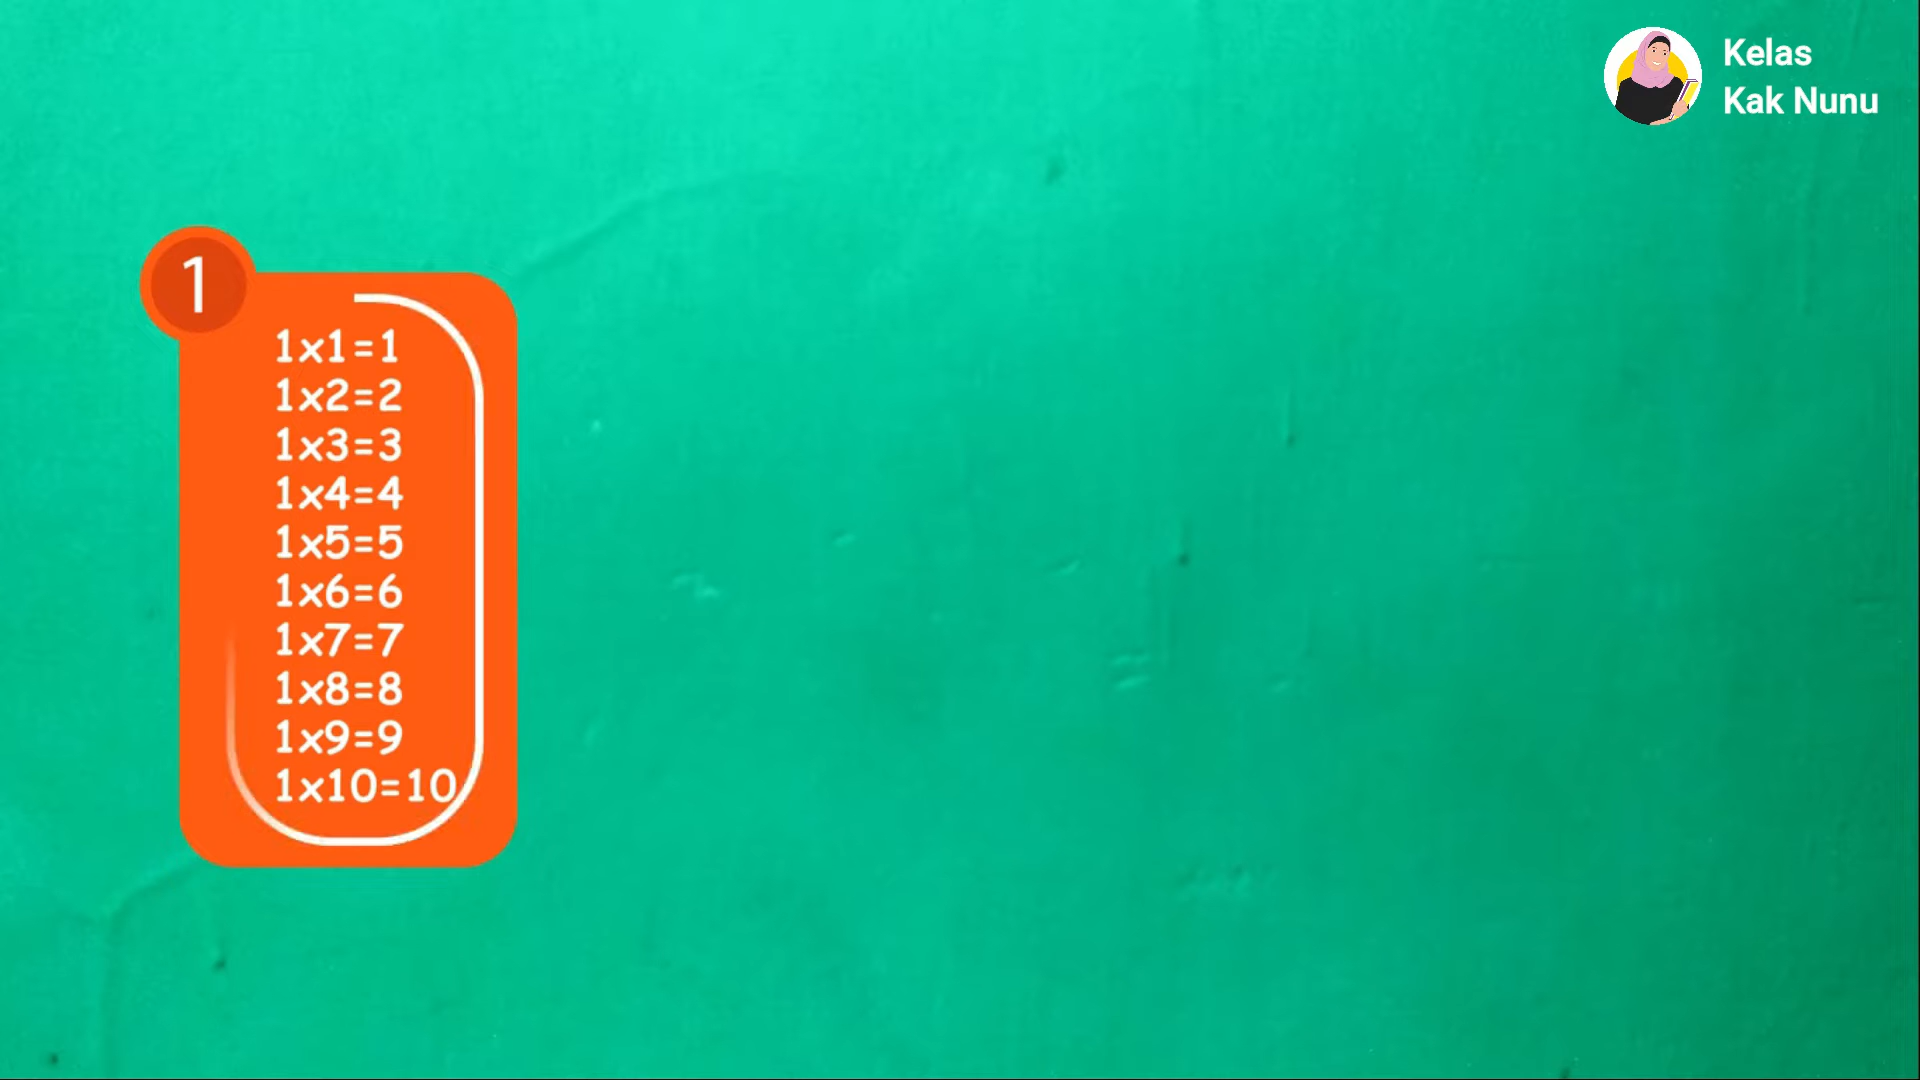 Kelas
Kak Nunu
1
1x1=1
1x2=2
1x3=3
1x4=4
1x5=5
1x6=6
1x7=7
1x8=8
1x9=9
1x10=10